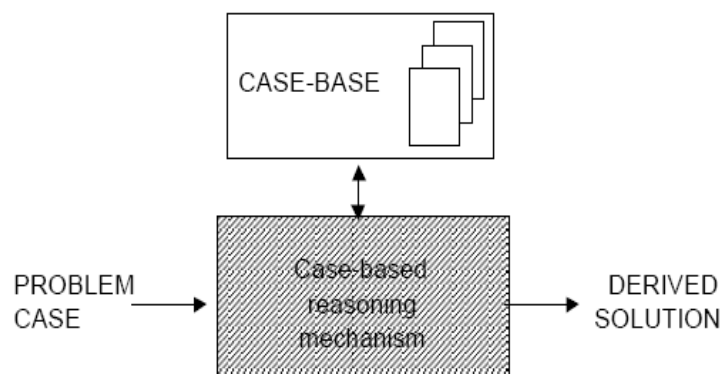 CASE-BASE
Case-based
reasoning
mechanism
PROBLEM
CASE
DERIVED
SOLUTION